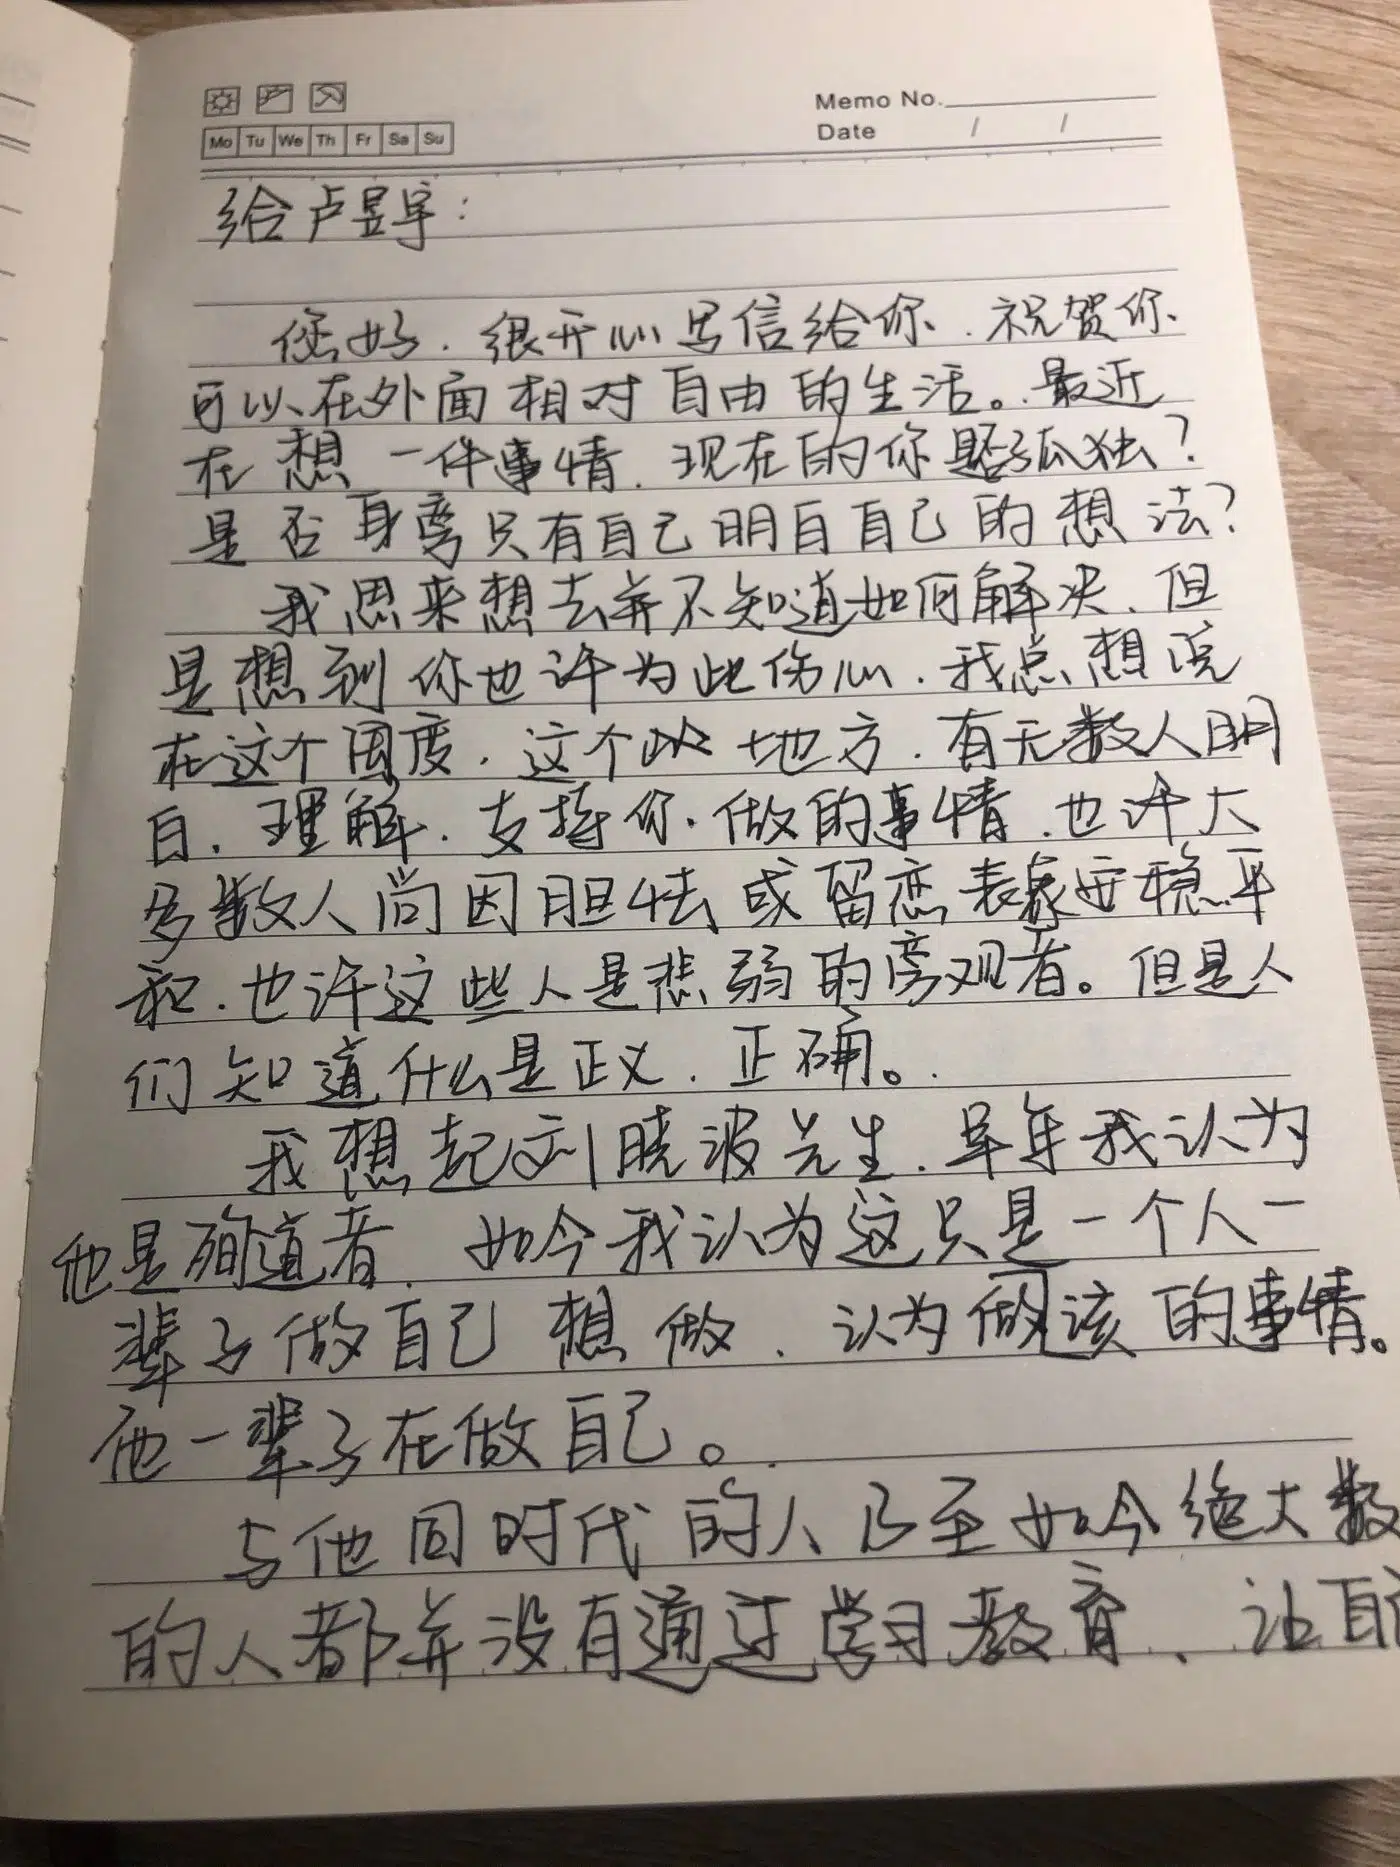 Memo No.
Mo Tu We Th Fr Sa Su
Date / /
给卢昱宇：
您好．很开心写信给你．祝贺你
可以在外面相对自由的生活。最近
在想一件事情．现在的你是否孤独？
是否身旁只有自己明白自己的想法？
我思来想去并不知道如何解决．但
是想到你也许为此伤心．我总想说
在这个国度．这个地方．有无数人明
白．理解．支持你．做的事情．也许大
多数人尚因胆怯或留恋表象安稳平
和．也许这些人是悲弱的旁观者。但是人
们知道什么是正义．正确。
我想起刘晓波先生．早年我认为
他是殉道者．如今我认为这只是一个人一
辈子做自己想做．认为做该的事情。
他一辈子在做自己。
与他同时代的人乃至如今绝大数
的人都并没有通过学习教育、让自